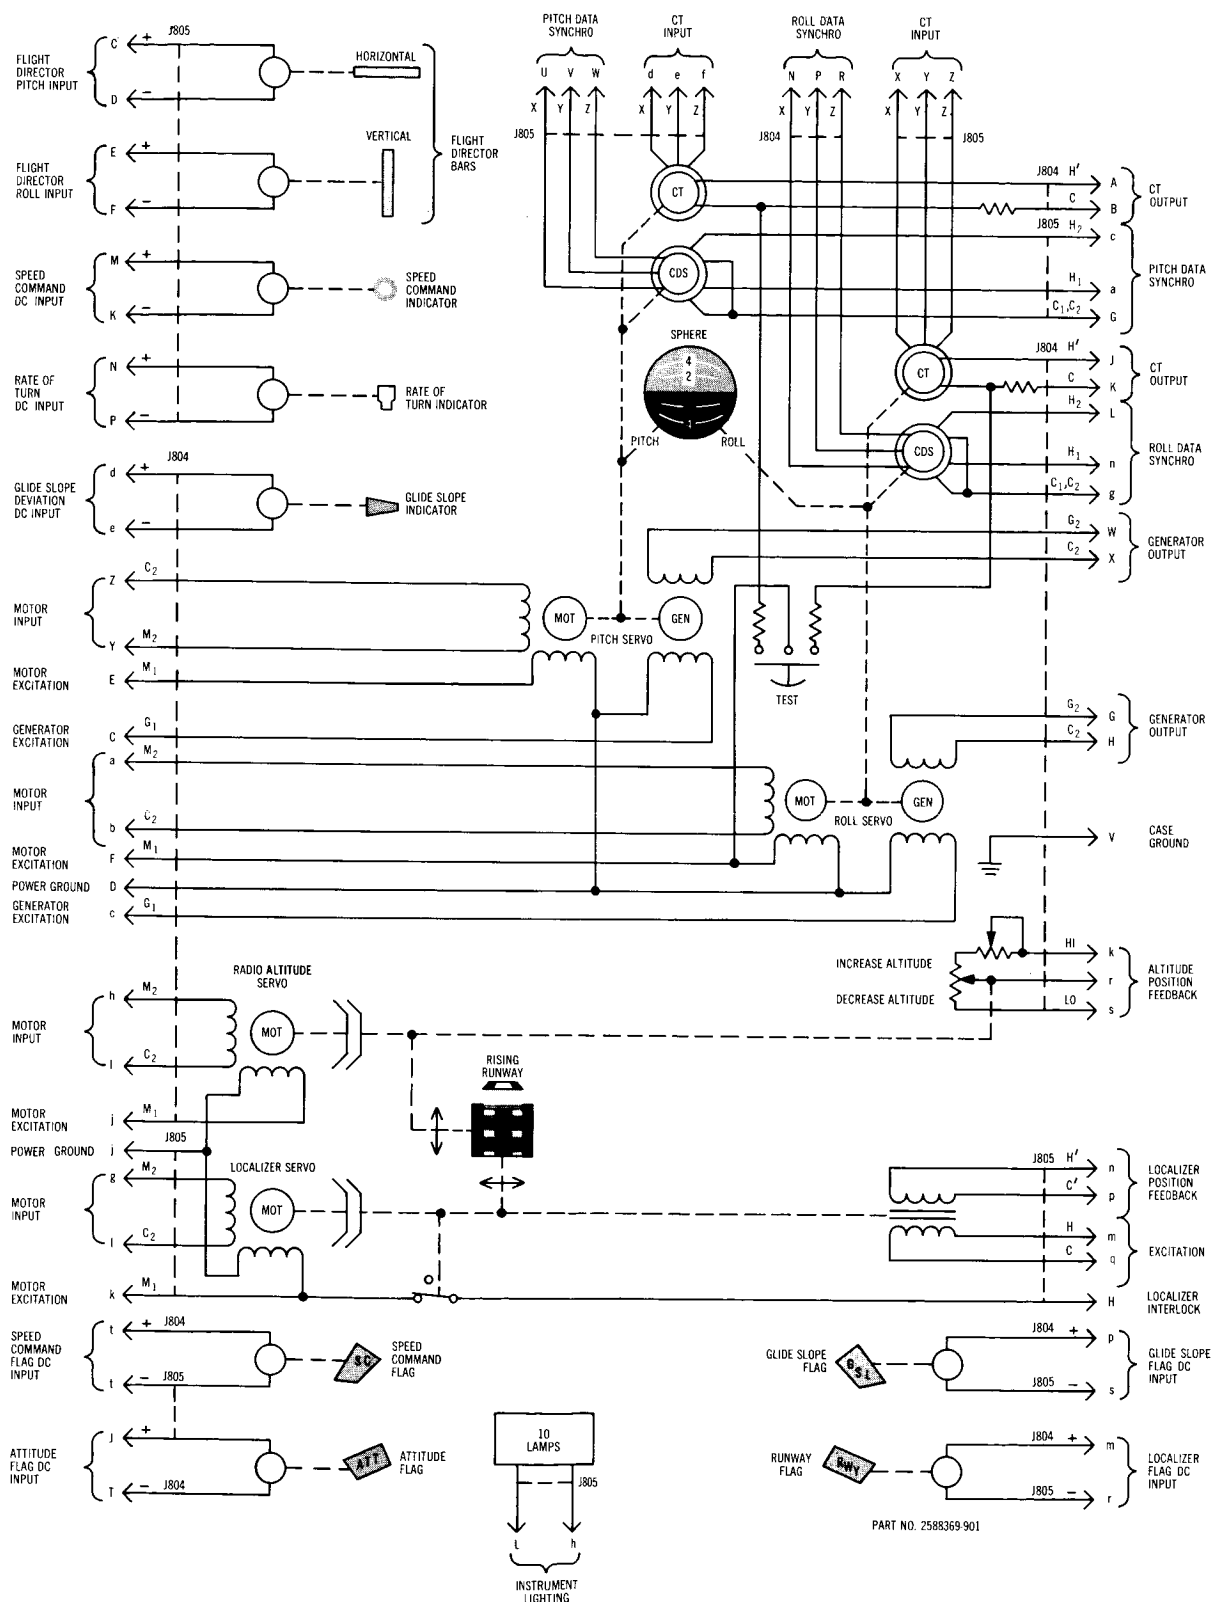 PITCH DATA
SYNCHRO
CT
INPUT
ROLL DATA
SYNCHRO
CT
INPUT
U V W
d e f
N P R
X Y Z
X Y Z
X Y Z
X Y Z
X Y Z
J805
J804
J805
J805
FLIGHT
DIRECTOR
PITCH INPUT
C +
D −
HORIZONTAL
FLIGHT
DIRECTOR
ROLL INPUT
E +
F −
VERTICAL
FLIGHT
DIRECTOR
BARS
SPEED
COMMAND
DC INPUT
M +
K −
SPEED
COMMAND
INDICATOR
RATE OF
TURN
DC INPUT
N +
P −
RATE OF
TURN INDICATOR
J804
GLIDE SLOPE
DEVIATION
DC INPUT
d +
e −
GLIDE SLOPE
INDICATOR
CT
J804 H' A
C B
CT
OUTPUT
CDS
J805 H2 c
H1 a
C1,C2 G
PITCH DATA
SYNCHRO
SPHERE
4
2
PITCH
ROLL
CT
J804 H' J
C K
CT
OUTPUT
CDS
H2 L
H1 n
C1,C2 g
ROLL DATA
SYNCHRO
G2 W
C2 X
GENERATOR
OUTPUT
MOTOR
INPUT
Z C2
Y M2
MOT
GEN
PITCH SERVO
MOTOR
EXCITATION
E M1
TEST
GENERATOR
EXCITATION
C G1
G2 G
C2 H
GENERATOR
OUTPUT
MOTOR
INPUT
a M2
b C2
MOT
GEN
ROLL SERVO
V
CASE
GROUND
MOTOR
EXCITATION
F M1
POWER GROUND D
GENERATOR
EXCITATION
c G1
INCREASE ALTITUDE
DECREASE ALTITUDE
HI k
r
LO s
ALTITUDE
POSITION
FEEDBACK
RADIO ALTITUDE
SERVO
MOTOR
INPUT
h M2
i C2
MOT
RISING
RUNWAY
MOTOR
EXCITATION
j M1
POWER GROUND j
J805
LOCALIZER SERVO
MOTOR
INPUT
g M2
C2
MOT
J805 H' n
C' p
LOCALIZER
POSITION
FEEDBACK
H m
C q
EXCITATION
MOTOR
EXCITATION
k M1
H
LOCALIZER
INTERLOCK
SPEED
COMMAND
FLAG DC
INPUT
t + J804
t − J805
SC
SPEED
COMMAND
FLAG
GLIDE SLOPE
FLAG
GSL
J804 + p
J805 − s
GLIDE SLOPE
FLAG DC
INPUT
ATTITUDE
FLAG DC
INPUT
J +
T − J804
ATT
ATTITUDE
FLAG
10
LAMPS
J805
L h
INSTRUMENT
LIGHTING
RUNWAY
FLAG
RWY
J804 + m
J805 − r
LOCALIZER
FLAG DC
INPUT
PART NO. 2588369-901